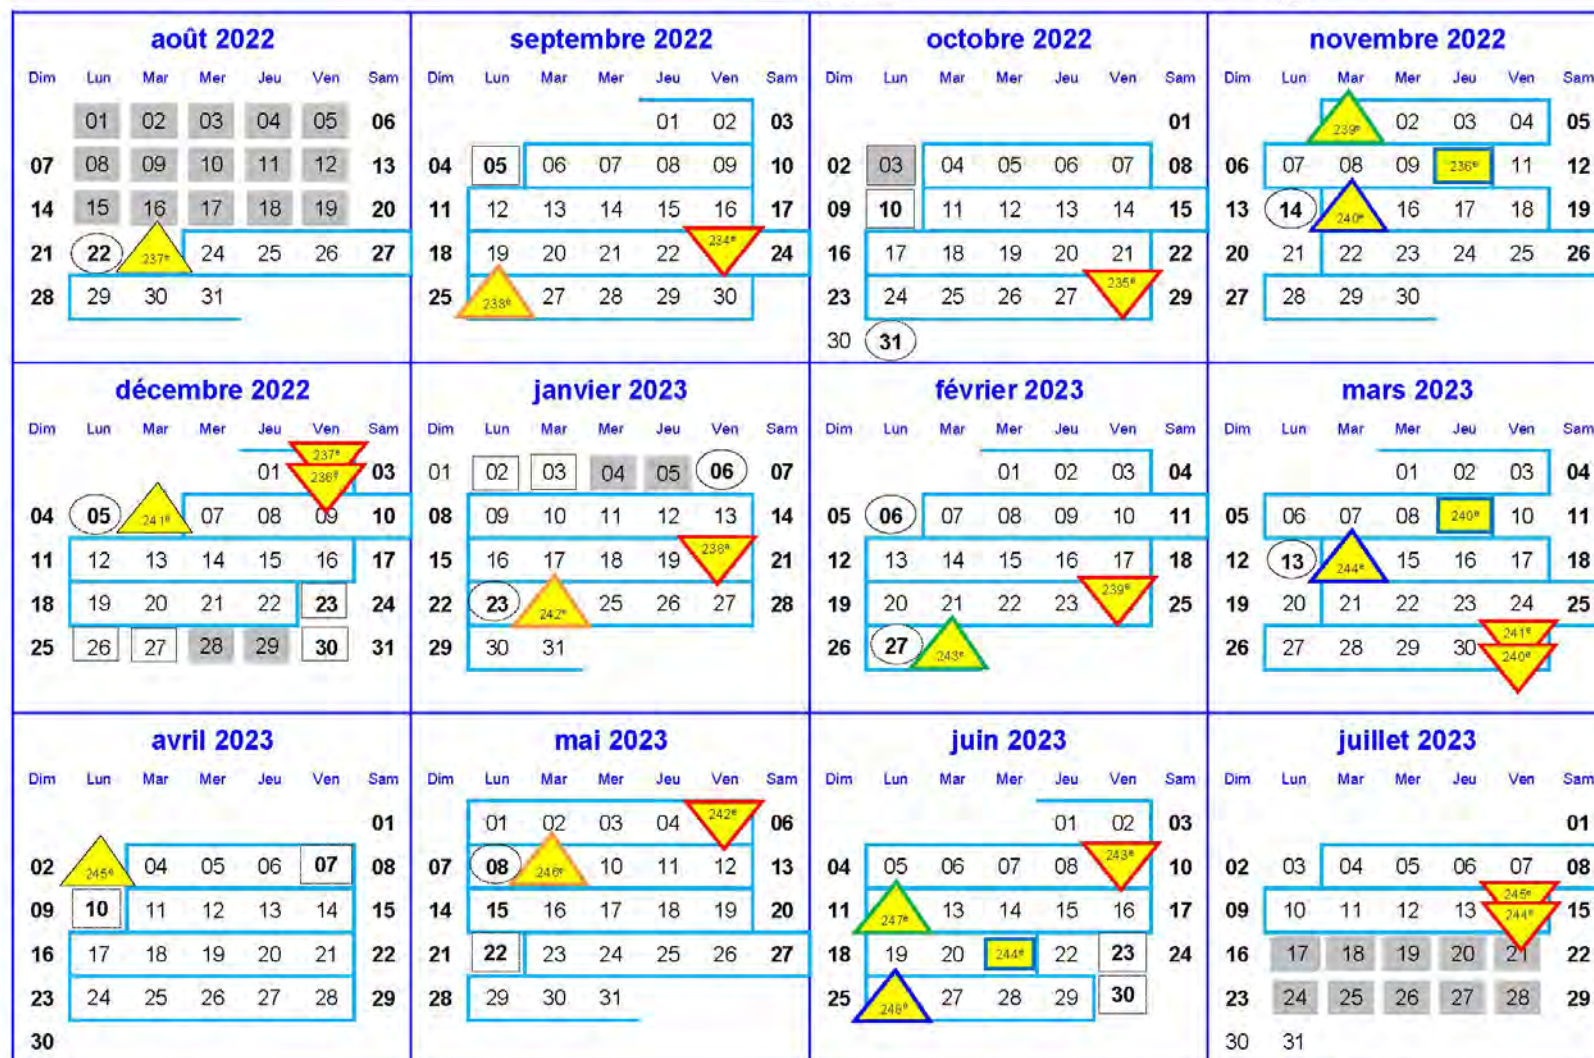 août 2022
Dim Lun Mar Mer Jeu Ven Sam
01 02 03 04 05 06
07 08 09 10 11 12 13
14 15 16 17 18 19 20
21 22 237e 24 25 26 27
28 29 30 31
septembre 2022
Dim Lun Mar Mer Jeu Ven Sam
01 02 03
04 05 06 07 08 09 10
11 12 13 14 15 16 17
18 19 20 21 22 234e 24
25 238e 27 28 29 30
octobre 2022
Dim Lun Mar Mer Jeu Ven Sam
01
02 03 04 05 06 07 08
09 10 11 12 13 14 15
16 17 18 19 20 21 22
23 24 25 26 27 235e 29
30 31
novembre 2022
Dim Lun Mar Mer Jeu Ven Sam
239e 02 03 04 05
06 07 08 09 236e 11 12
13 14 240e 16 17 18 19
20 21 22 23 24 25 26
27 28 29 30
décembre 2022
Dim Lun Mar Mer Jeu Ven Sam
237e
01 236e 03
04 05 241e 07 08 09 10
11 12 13 14 15 16 17
18 19 20 21 22 23 24
25 26 27 28 29 30 31
janvier 2023
Dim Lun Mar Mer Jeu Ven Sam
01 02 03 04 05 06 07
08 09 10 11 12 13 14
15 16 17 18 19 238e 21
22 23 242e 25 26 27 28
29 30 31
février 2023
Dim Lun Mar Mer Jeu Ven Sam
01 02 03 04
05 06 07 08 09 10 11
12 13 14 15 16 17 18
19 20 21 22 23 239e 25
26 27 243e
mars 2023
Dim Lun Mar Mer Jeu Ven Sam
01 02 03 04
05 06 07 08 240e 10 11
12 13 244e 15 16 17 18
19 20 21 22 23 24 25
241e
26 27 28 29 30 240e
avril 2023
Dim Lun Mar Mer Jeu Ven Sam
01
02 245e 04 05 06 07 08
09 10 11 12 13 14 15
16 17 18 19 20 21 22
23 24 25 26 27 28 29
30
mai 2023
Dim Lun Mar Mer Jeu Ven Sam
01 02 03 04 242e 06
07 08 246e 10 11 12 13
14 15 16 17 18 19 20
21 22 23 24 25 26 27
28 29 30 31
juin 2023
Dim Lun Mar Mer Jeu Ven Sam
01 02 03
04 05 06 07 08 243e 10
11 247e 13 14 15 16 17
18 19 20 244e 22 23 24
25 248e 27 28 29 30
juillet 2023
Dim Lun Mar Mer Jeu Ven Sam
01
02 03 04 05 06 07 08
245e
09 10 11 12 13 244e 15
16 17 18 19 20 21 22
23 24 25 26 27 28 29
30 31